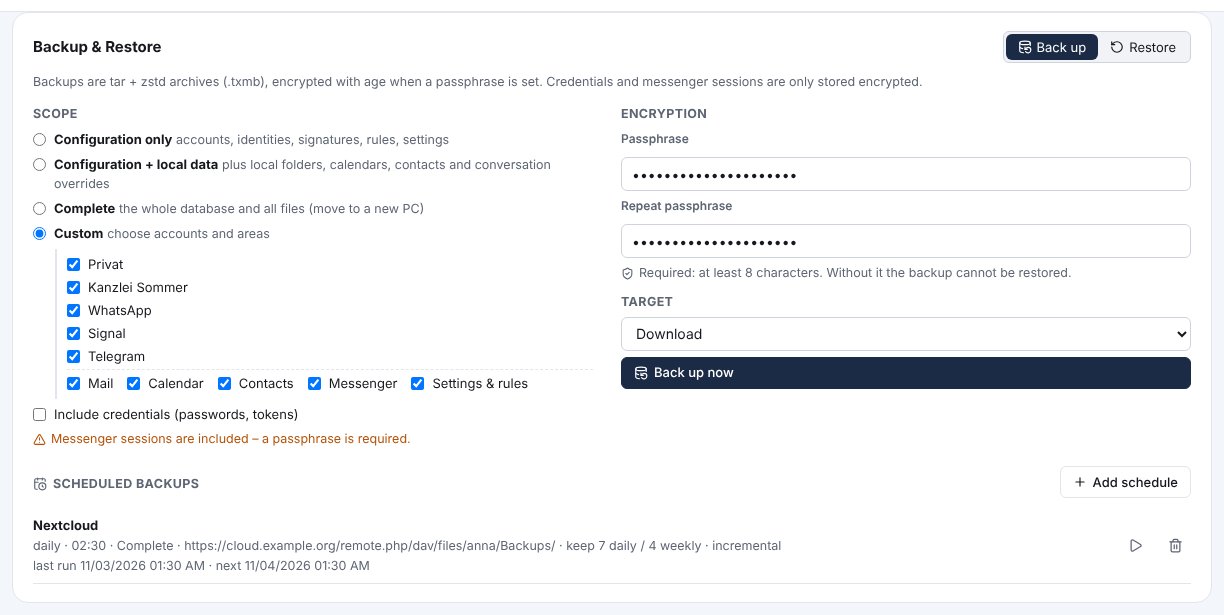 Backup & Restore
Back up
Restore
Backups are tar + zstd archives (.txmb), encrypted with age when a passphrase is set. Credentials and messenger sessions are only stored encrypted.
SCOPE
Configuration only accounts, identities, signatures, rules, settings
Configuration + local data plus local folders, calendars, contacts and conversation
overrides
Complete the whole database and all files (move to a new PC)
Custom choose accounts and areas
Privat
Kanzlei Sommer
WhatsApp
Signal
Telegram
Mail Calendar Contacts Messenger Settings & rules
Include credentials (passwords, tokens)
Messenger sessions are included – a passphrase is required.
ENCRYPTION
Passphrase
•••••••••••••••••••••
Repeat passphrase
•••••••••••••••••••••
Required: at least 8 characters. Without it the backup cannot be restored.
TARGET
Download
Back up now
SCHEDULED BACKUPS
+ Add schedule
Nextcloud
daily · 02:30 · Complete · https://cloud.example.org/remote.php/dav/files/anna/Backups/ · keep 7 daily / 4 weekly · incremental
last run 11/03/2026 01:30 AM · next 11/04/2026 01:30 AM